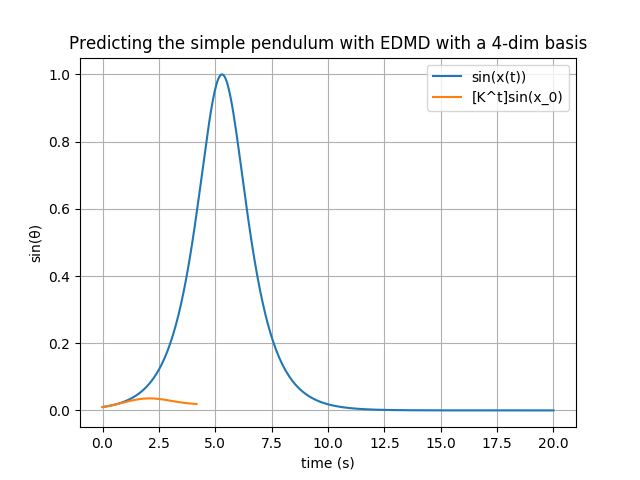 Predicting the simple pendulum with EDMD with a 4-dim basis
sin(x(t))
[K^t]sin(x_0)
1.0
0.8
0.6
0.4
0.2
0.0
sin(θ)
0.0 2.5 5.0 7.5 10.0 12.5 15.0 17.5 20.0
time (s)